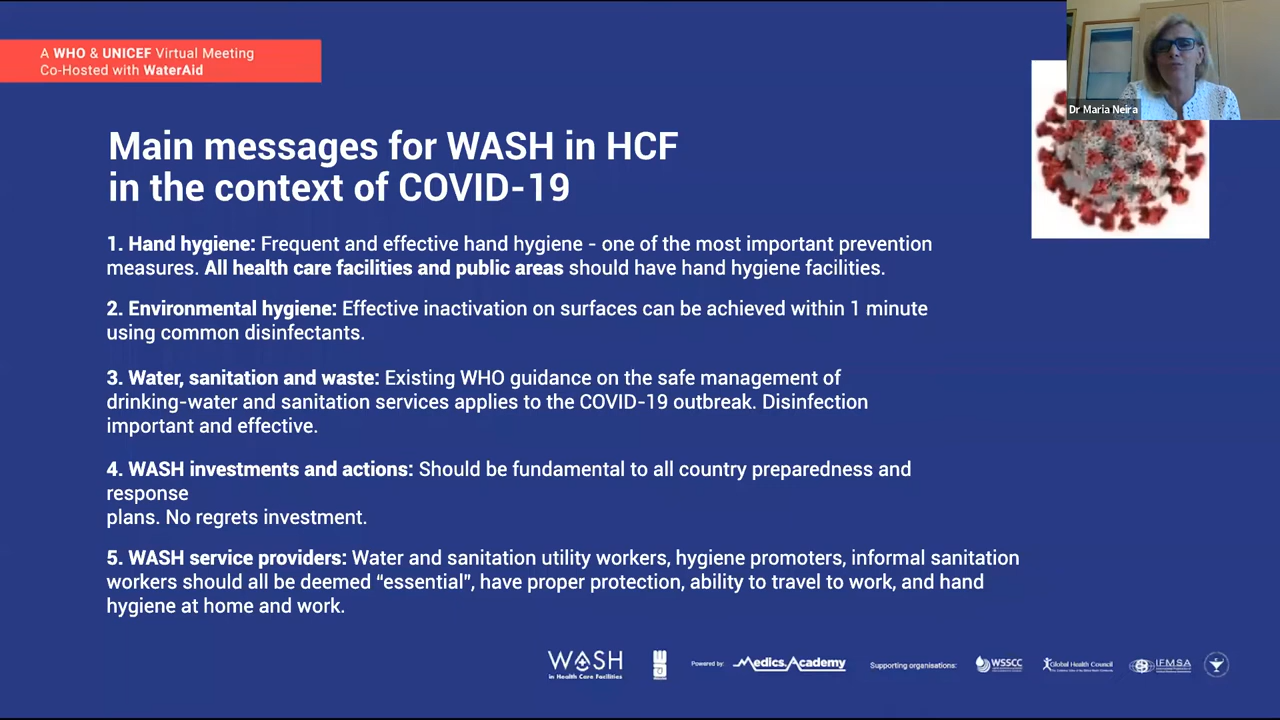 A WHO & UNICEF Virtual Meeting
Co-Hosted with WaterAid
Dr Maria Neira
Main messages for WASH in HCF
in the context of COVID-19
1. Hand hygiene: Frequent and effective hand hygiene - one of the most important prevention
measures. All health care facilities and public areas should have hand hygiene facilities.
2. Environmental hygiene: Effective inactivation on surfaces can be achieved within 1 minute
using common disinfectants.
3. Water, sanitation and waste: Existing WHO guidance on the safe management of
drinking-water and sanitation services applies to the COVID-19 outbreak. Disinfection
important and effective.
4. WASH investments and actions: Should be fundamental to all country preparedness and
response
plans. No regrets investment.
5. WASH service providers: Water and sanitation utility workers, hygiene promoters, informal sanitation
workers should all be deemed “essential”, have proper protection, ability to travel to work, and hand
hygiene at home and work.
WASH
in Health Care Facilities
Powered by:
Medics.Academy
Supporting organisations:
WSSCC
Global Health Council
IFMSA